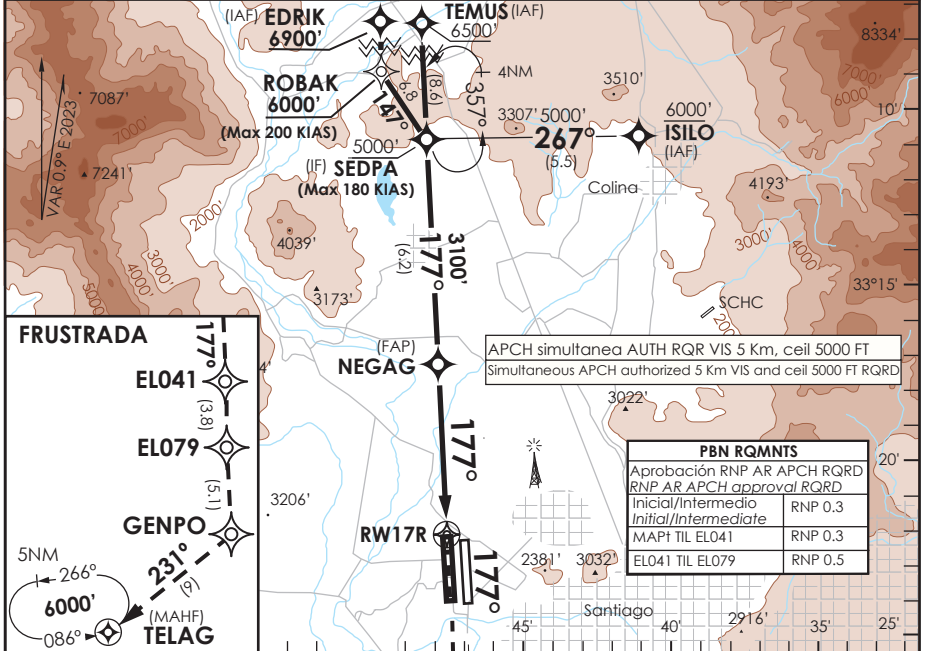 (IAF) EDRIK
6900'
TEMUS (IAF)
6500'
8334'
7000'
6000'
ROBAK
6000'
(Max 200 KIAS)
6.8
147°
(8.6)
357°
4NM
3510'
10'
7087'
7000'
7241'
VAR 0.9° E 2023
3307'
5000'
267°
(5.5)
6000'
ISILO
(IAF)
5000'
(IF) SEDPA
(Max 180 KIAS)
Colina
4193'
2000'
3000'
4000'
5000'
4039'
3173'
3100'
177°
(6.2)
3000'
4000'
33°15'
SCHC
200
FRUSTRADA
177°
EL041
4'
(3.8)
EL079
(5.1)
GENPO
231°
(9)
5NM
266°
6000'
086°
(MAHF)
TELAG
(FAP)
NEGAG
APCH simultanea AUTH RQR VIS 5 Km, ceil 5000 FT
Simultaneous APCH authorized 5 Km VIS and ceil 5000 FT RQRD
3022'
177°
3206'
RW17R
177°
20'
PBN RQMNTS
Aprobación RNP AR APCH RQRD
RNP AR APCH approval RQRD
Inicial/Intermedio
Initial/Intermediate
RNP 0.3
MAPt TIL EL041
RNP 0.3
EL041 TIL EL079
RNP 0.5
2381'
3032'
Santiago
2916'
45'
40'
35'
25'